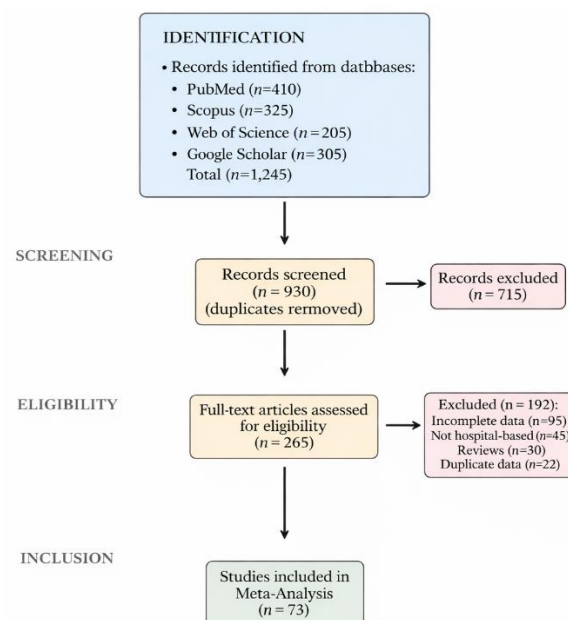 IDENTIFICATION
• Records identified from datbbases:
• PubMed (n=410)
• Scopus (n=325)
• Web of Science (n = 205)
• Google Scholar (n = 305)
Total (n=1,245)
SCREENING
Records screened
(n = 930)
(duplicates rermoved)
Records excluded
(n = 715)
ELIGIBILITY
Full-text articles assessed
for eligibility
(n = 265)
Excluded (n = 192):
Incomplete data (n=95)
Not hospital-based (n=45)
Reviews (n=30)
Duplicate data (n=22)
INCLUSION
Studies included in
Meta-Analysis
(n = 73)